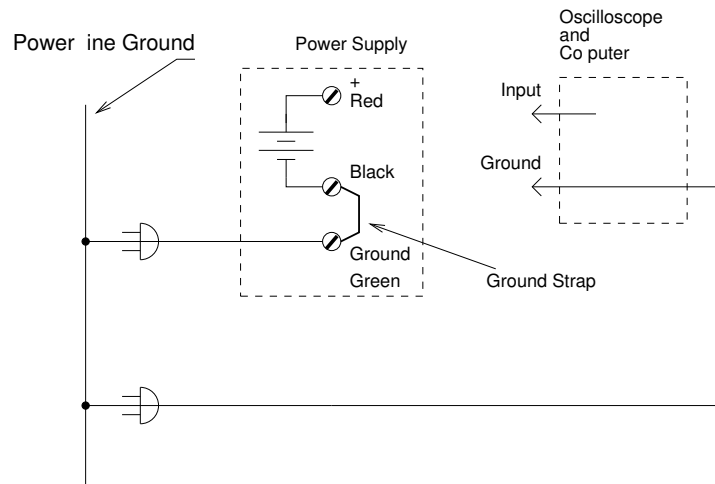 Power ine Ground
Power Supply
+
Red
Black
Ground
Green
Ground Strap
Oscilloscope
and
Co puter
Input
Ground